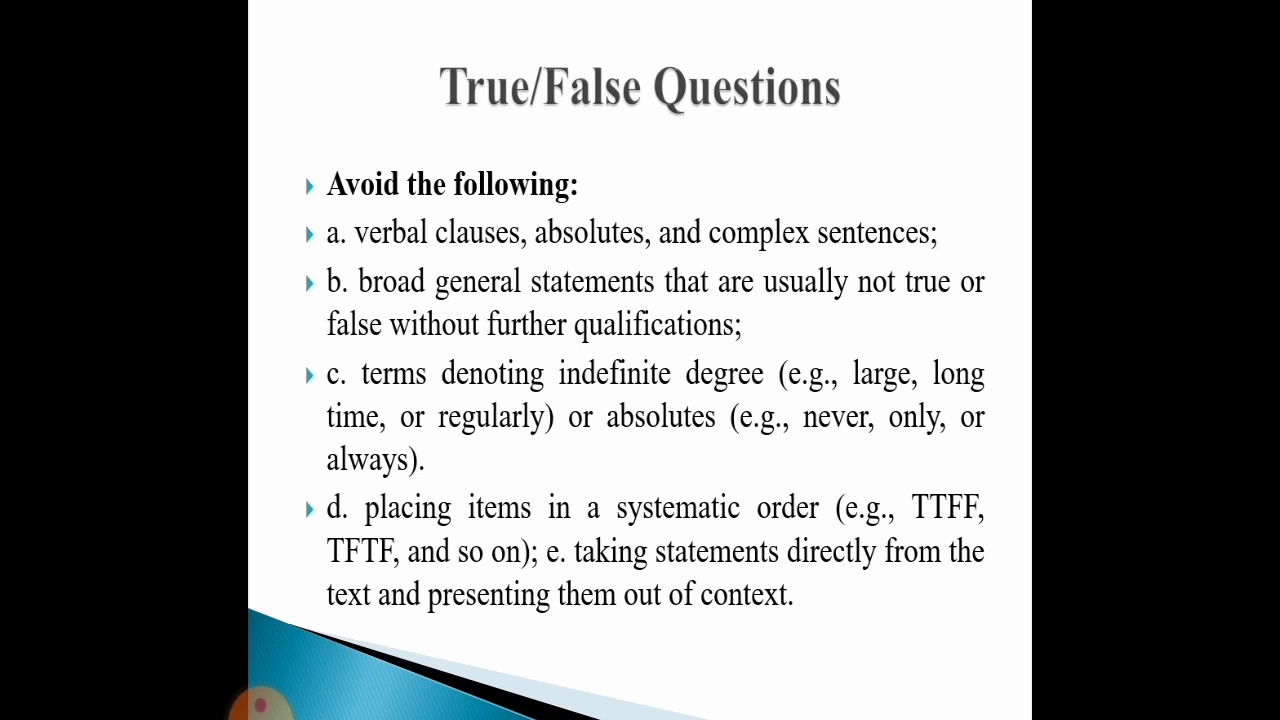 True/False Questions
Avoid the following:
a. verbal clauses, absolutes, and complex sentences;
b. broad general statements that are usually not true or
false without further qualifications;
c. terms denoting indefinite degree (e.g., large, long
time, or regularly) or absolutes (e.g., never, only, or
always).
d. placing items in a systematic order (e.g., TTFF,
TFTF, and so on); e. taking statements directly from the
text and presenting them out of context.